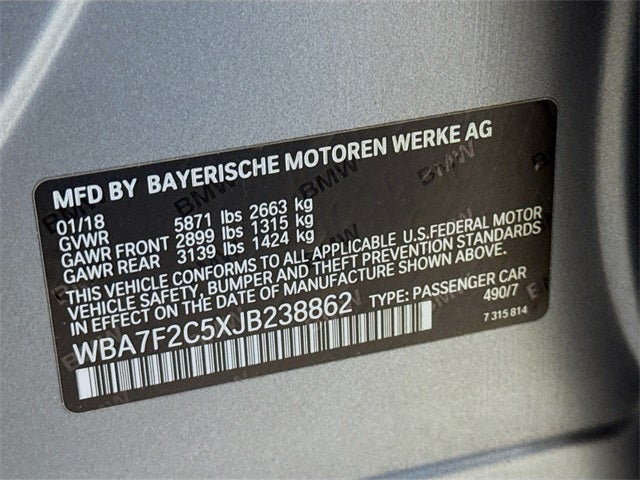 MFD BY BAYERISCHE MOTOREN WERKE AG
01/18 5871 lbs 2663 kg
GVWR 2899 lbs 1315 kg
GAWR FRONT 3139 lbs 1424 kg
GAWR REAR
THIS VEHICLE CONFORMS TO ALL APPLICABLE U.S.FEDERAL MOTOR
VEHICLE SAFETY, BUMPER AND THEFT PREVENTION STANDARDS
IN EFFECT ON THE DATE OF MANUFACTURE SHOWN ABOVE.
WBA7F2C5XJB238862 TYPE: PASSENGER CAR
490/7
7 315 814